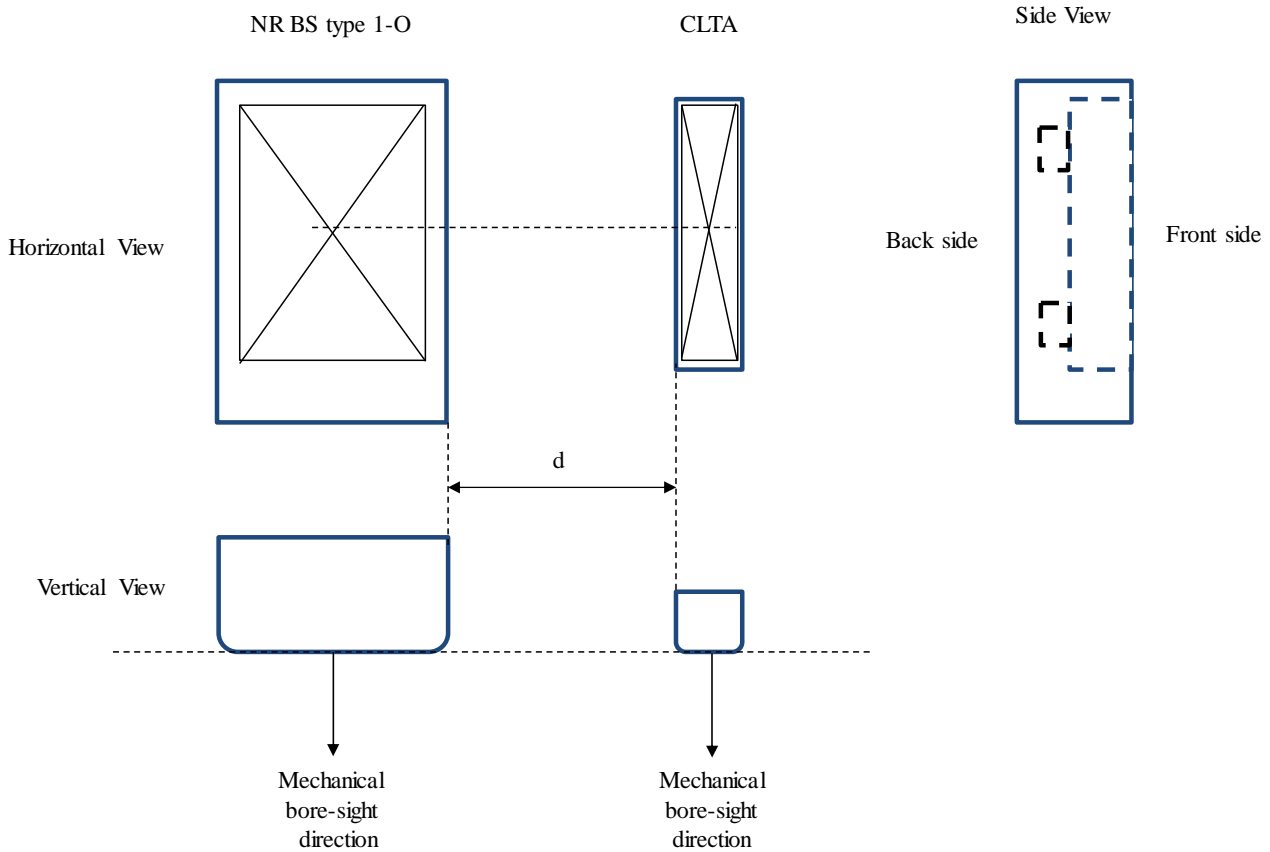 NR BS type 1-O
CLTA
Side View
Horizontal View
Back side
Front side
d
Vertical View
Mechanical
bore-sight
direction
Mechanical
bore-sight
direction